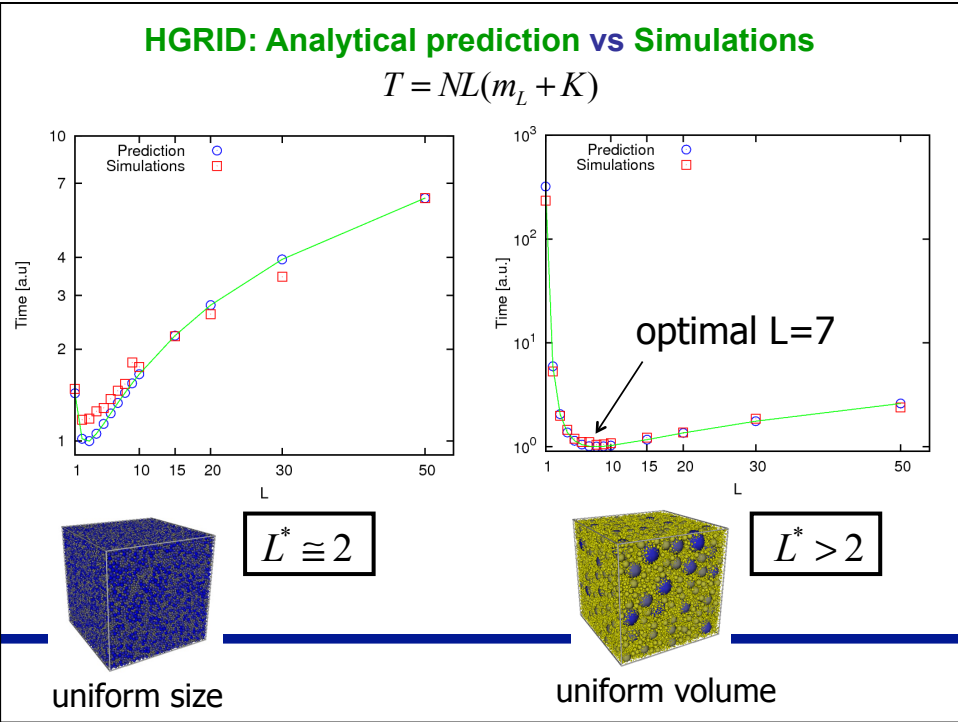 HGRID: Analytical prediction vs Simulations
T = NL(m_L + K)
10
7
4
3
2
1
Time [a.u]
Prediction
Simulations
1 10 15 20 30 50
L
10^3
10^2
10^1
10^0
Time [a.u.]
Prediction
Simulations
optimal L=7
1 10 15 20 30 50
L
L^* ≅ 2
L^* > 2
uniform size
uniform volume